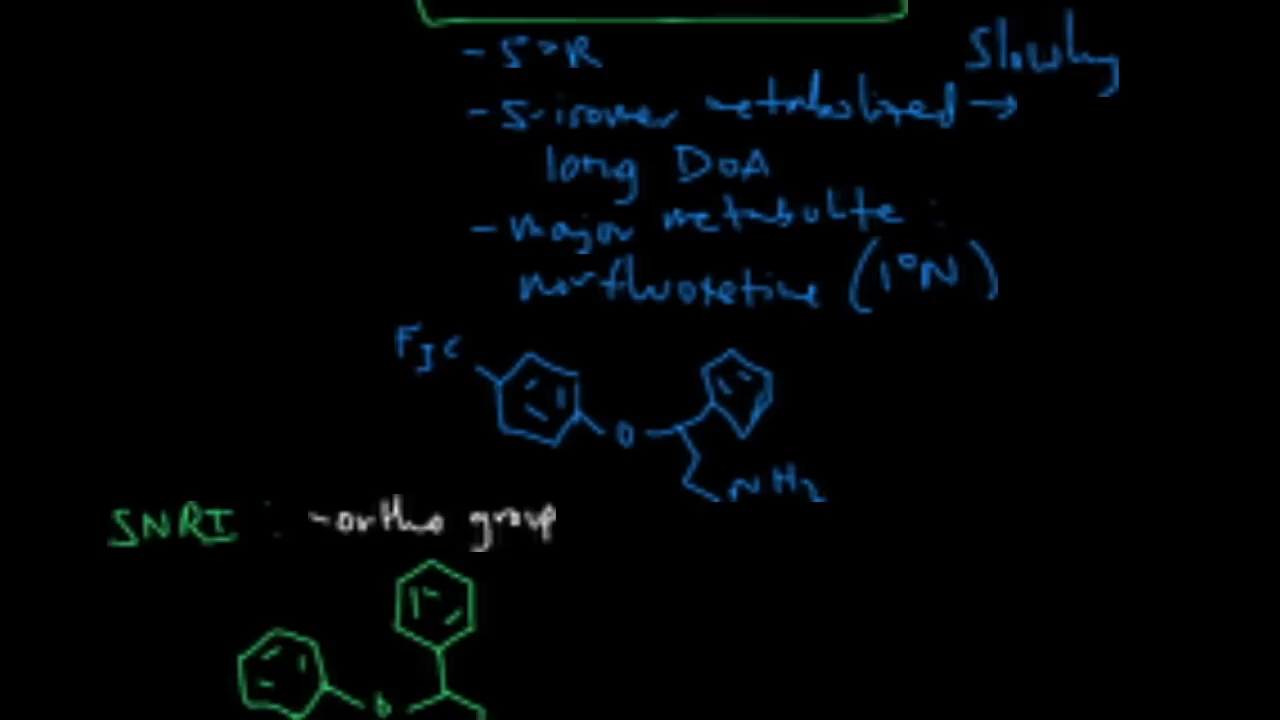 - S > R
Slowly
- S-isomer metabolized →
long DOA
- major metabolite :
norfluoxetine (1°N)
F3C
O
NH2
SNRI : -ortho group
O